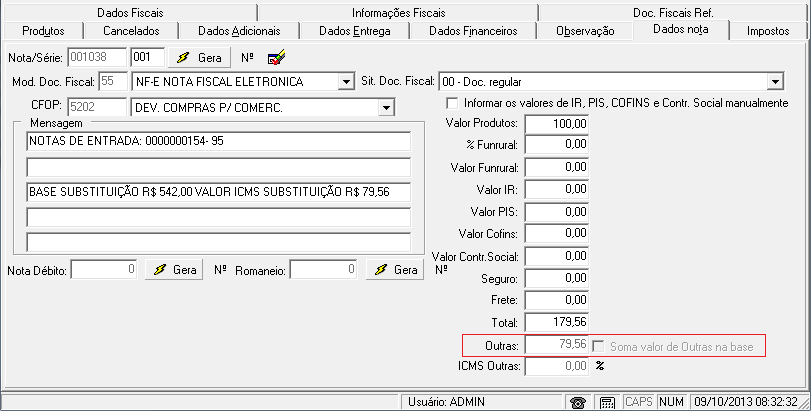 Dados Fiscais Informações Fiscais Doc. Fiscais Ref.
Produtos Cancelados Dados Adicionais Dados Entrega Dados Financeiros Observação Dados nota Impostos
Nota/Série: 001038 001 Gera Nº
Mod. Doc. Fiscal: 55 NF-E NOTA FISCAL ELETRONICA Sit. Doc. Fiscal: 00 - Doc. regular
CFOP: 5202 DEV. COMPRAS P/ COMERC. Informar os valores de IR, PIS, COFINS e Contr. Social manualmente
Mensagem
NOTAS DE ENTRADA: 0000000154- 95
BASE SUBSTITUIÇÃO R$ 542,00 VALOR ICMS SUBSTITUIÇÃO R$ 79,56
Nota Débito: 0 Gera Nº Romaneio: 0 Gera Nº
Valor Produtos: 100,00
% Funrural: 0,00
Valor Funrural: 0,00
Valor IR: 0,00
Valor PIS: 0,00
Valor Cofins: 0,00
Valor Contr.Social: 0,00
Seguro: 0,00
Frete: 0,00
Total: 179,56
Outras: 79,56 Soma valor de Outras na base
ICMS Outras: 0,00 %
Usuário: ADMIN CAPS NUM 09/10/2013 08:32:32